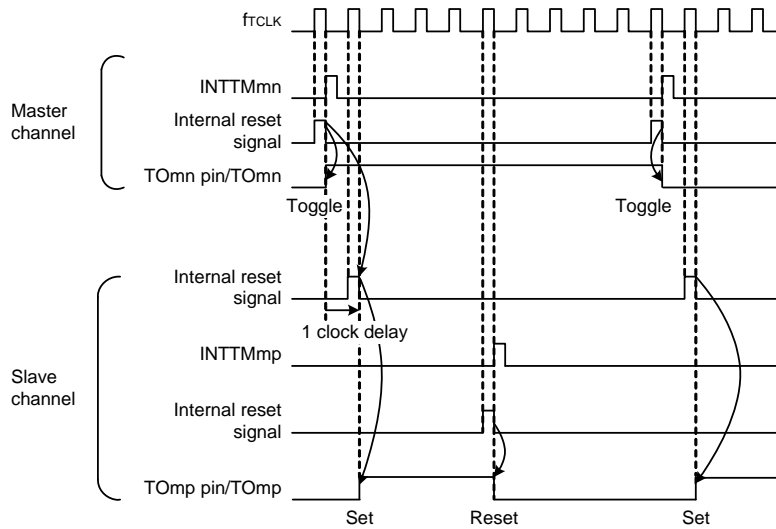 fTCLK
INTTMmn
Master
channel
Internal reset
signal
TOmn pin/TOmn
Toggle
Toggle
Internal reset
signal
1 clock delay
INTTMmp
Slave
channel
Internal reset
signal
TOmp pin/TOmp
Set
Reset
Set